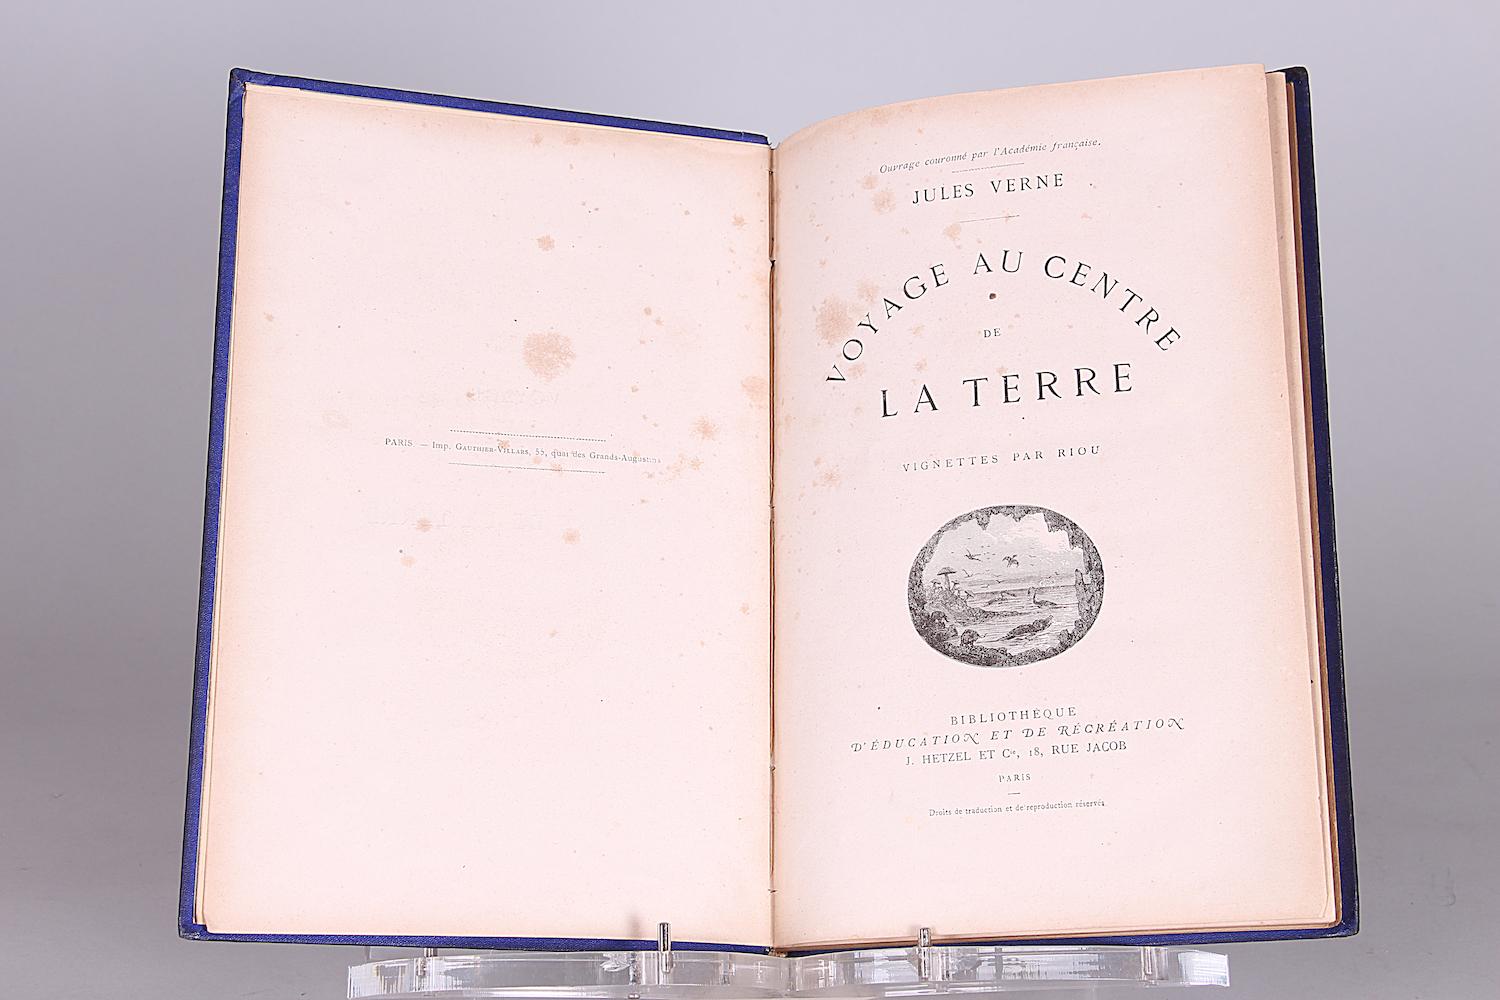 PARIS. — Imp. Gauthier-Villars, 55, quai des Grands-Augustins
Ouvrage couronné par l'Académie française.
JULES VERNE
VOYAGE AU CENTRE
DE
LA TERRE
VIGNETTES PAR RIOU
BIBLIOTHÈQUE
D'ÉDUCATION ET DE RÉCRÉATION
J. HETZEL ET Cie, 18, RUE JACOB
PARIS
Droits de traduction et de reproduction réservés